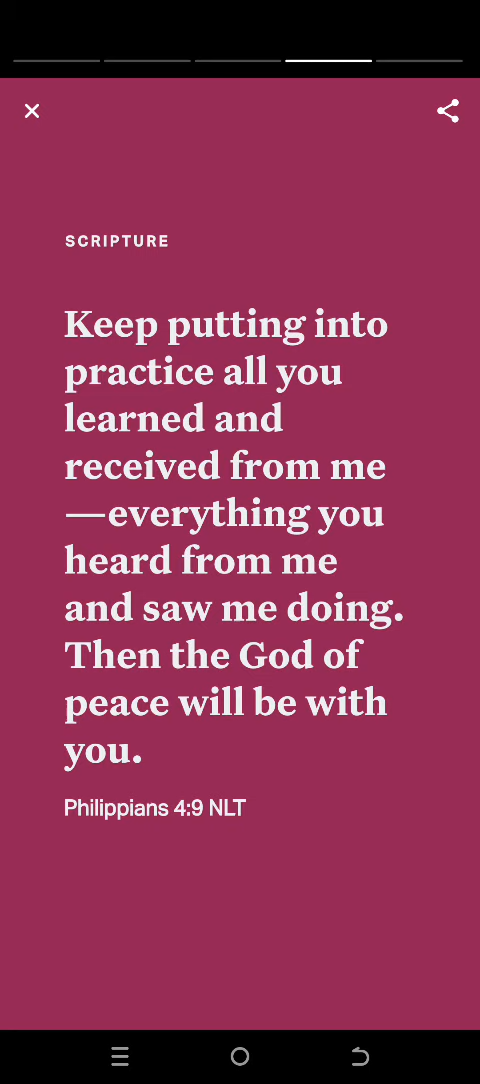 SCRIPTURE
Keep putting into
practice all you
learned and
received from me
—everything you
heard from me
and saw me doing.
Then the God of
peace will be with
you.
Philippians 4:9 NLT